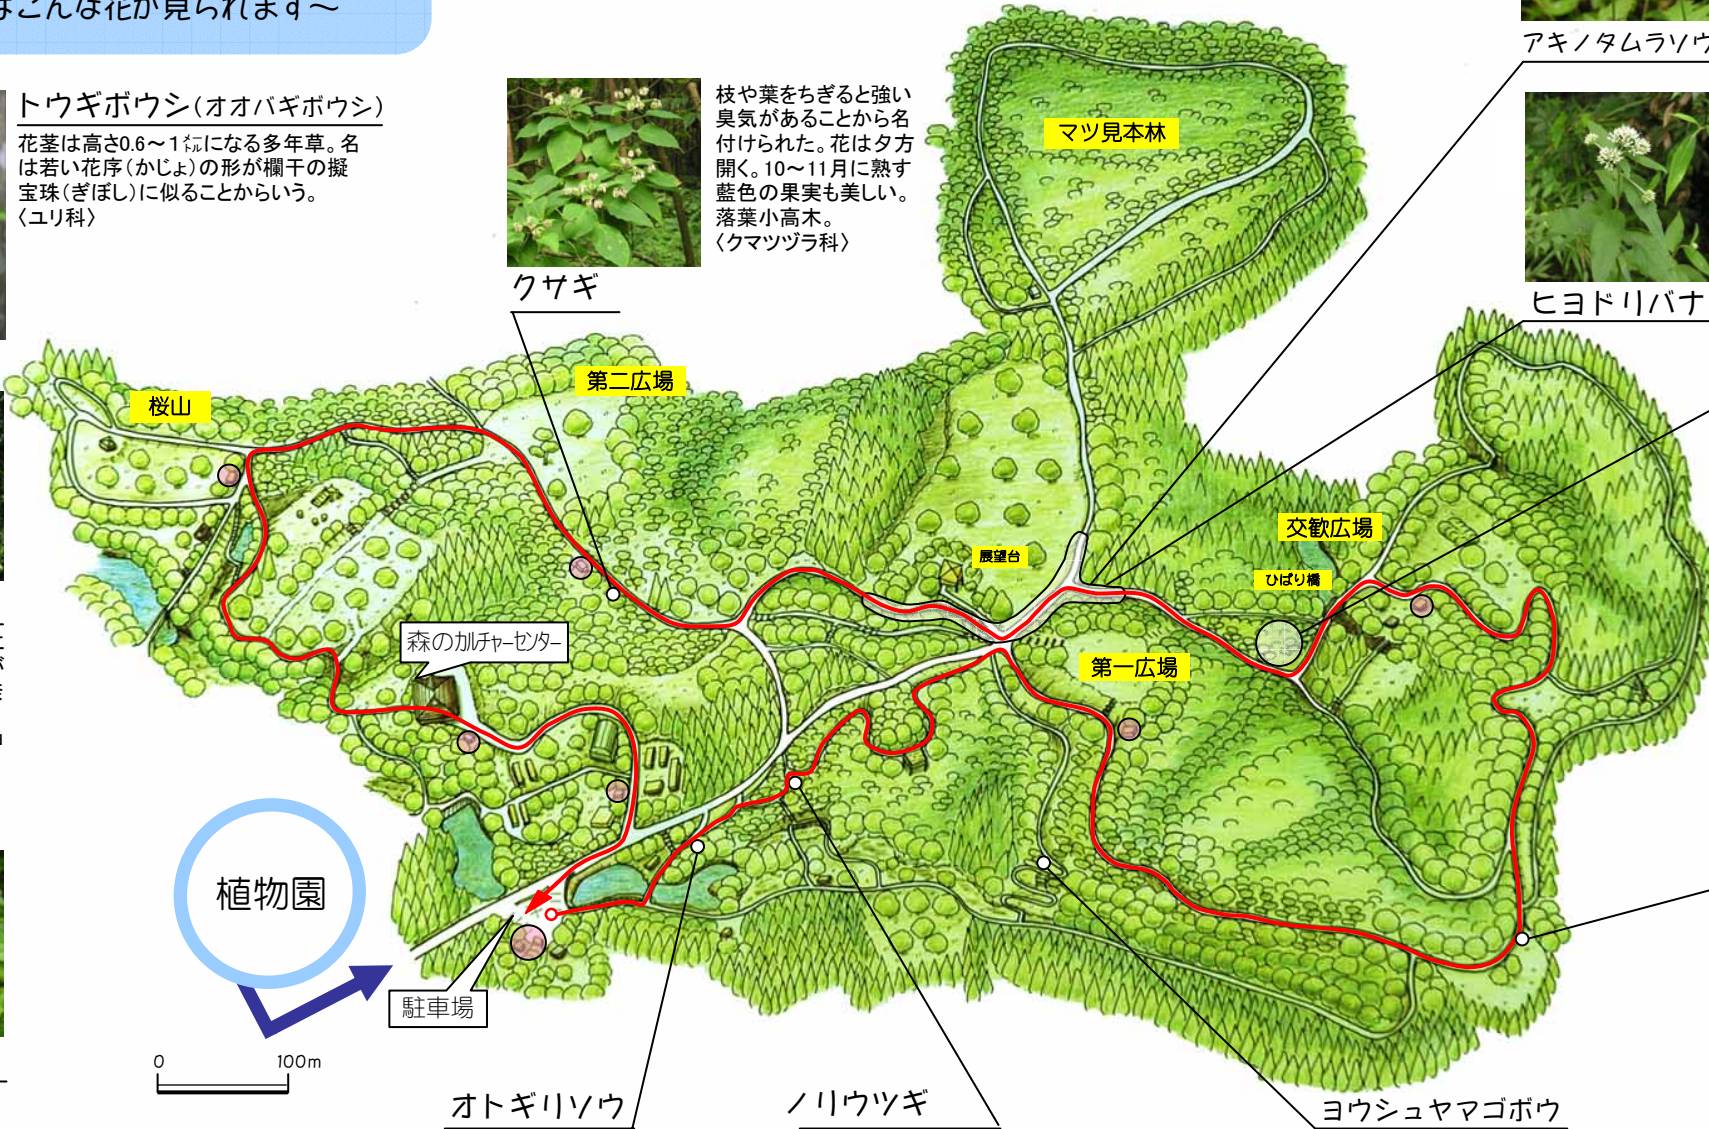 はこんな花が見られます～
トウギボウシ(オオバギボウシ)
花茎は高さ0.6～1㍍になる多年草。名
は若い花序(かじょ)の形が欄干の擬
宝珠(ぎぼし)に似ることからいう。
〈ユリ科〉
枝や葉をちぎると強い
臭気があることから名
付けられた。花は夕方
開く。10～11月に熟す
藍色の果実も美しい。
落葉小高木。
〈クマツヅラ科〉
クサギ
アキノタムラソウ
ヒヨドリバナ
マツ見本林
第二広場
桜山
展望台
交歓広場
ひばり橋
第一広場
森のカルチャーセンター
植物園
駐車場
0 100m
オトギリソウ
ノリウツギ
ヨウシュヤマゴボウ